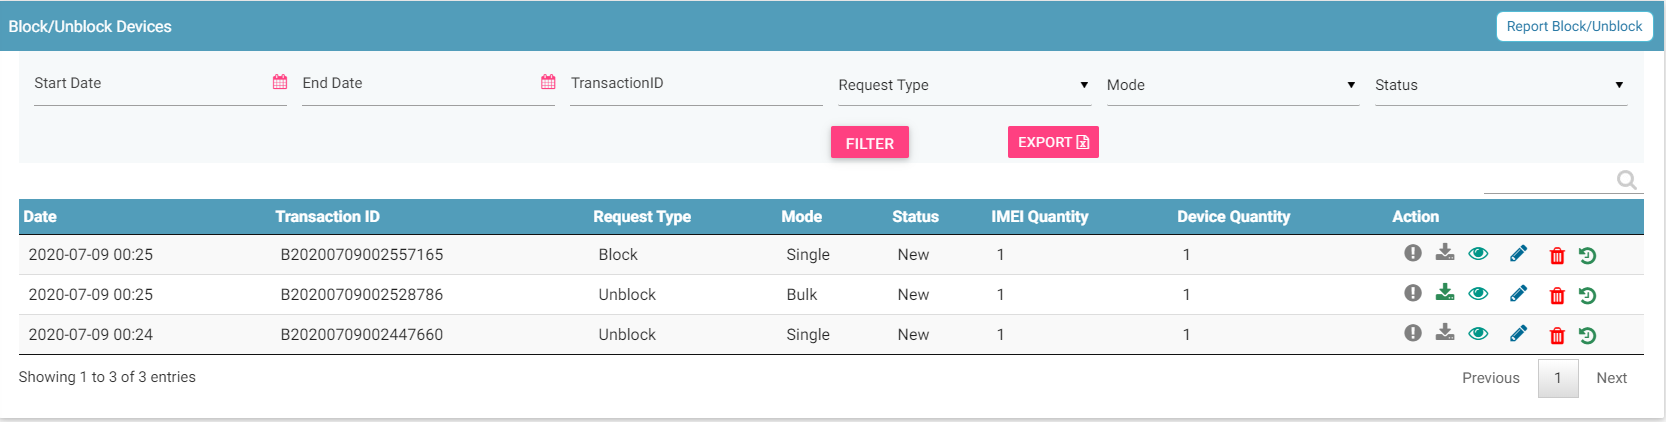 Block/Unblock Devices Report Block/Unblock
Start Date End Date TransactionID Request Type Mode Status
FILTER EXPORT
Date Transaction ID Request Type Mode Status IMEI Quantity Device Quantity Action
2020-07-09 00:25 B20200709002557165 Block Single New 1 1
2020-07-09 00:25 B20200709002528786 Unblock Bulk New 1 1
2020-07-09 00:24 B20200709002447660 Unblock Single New 1 1
Showing 1 to 3 of 3 entries Previous 1 Next